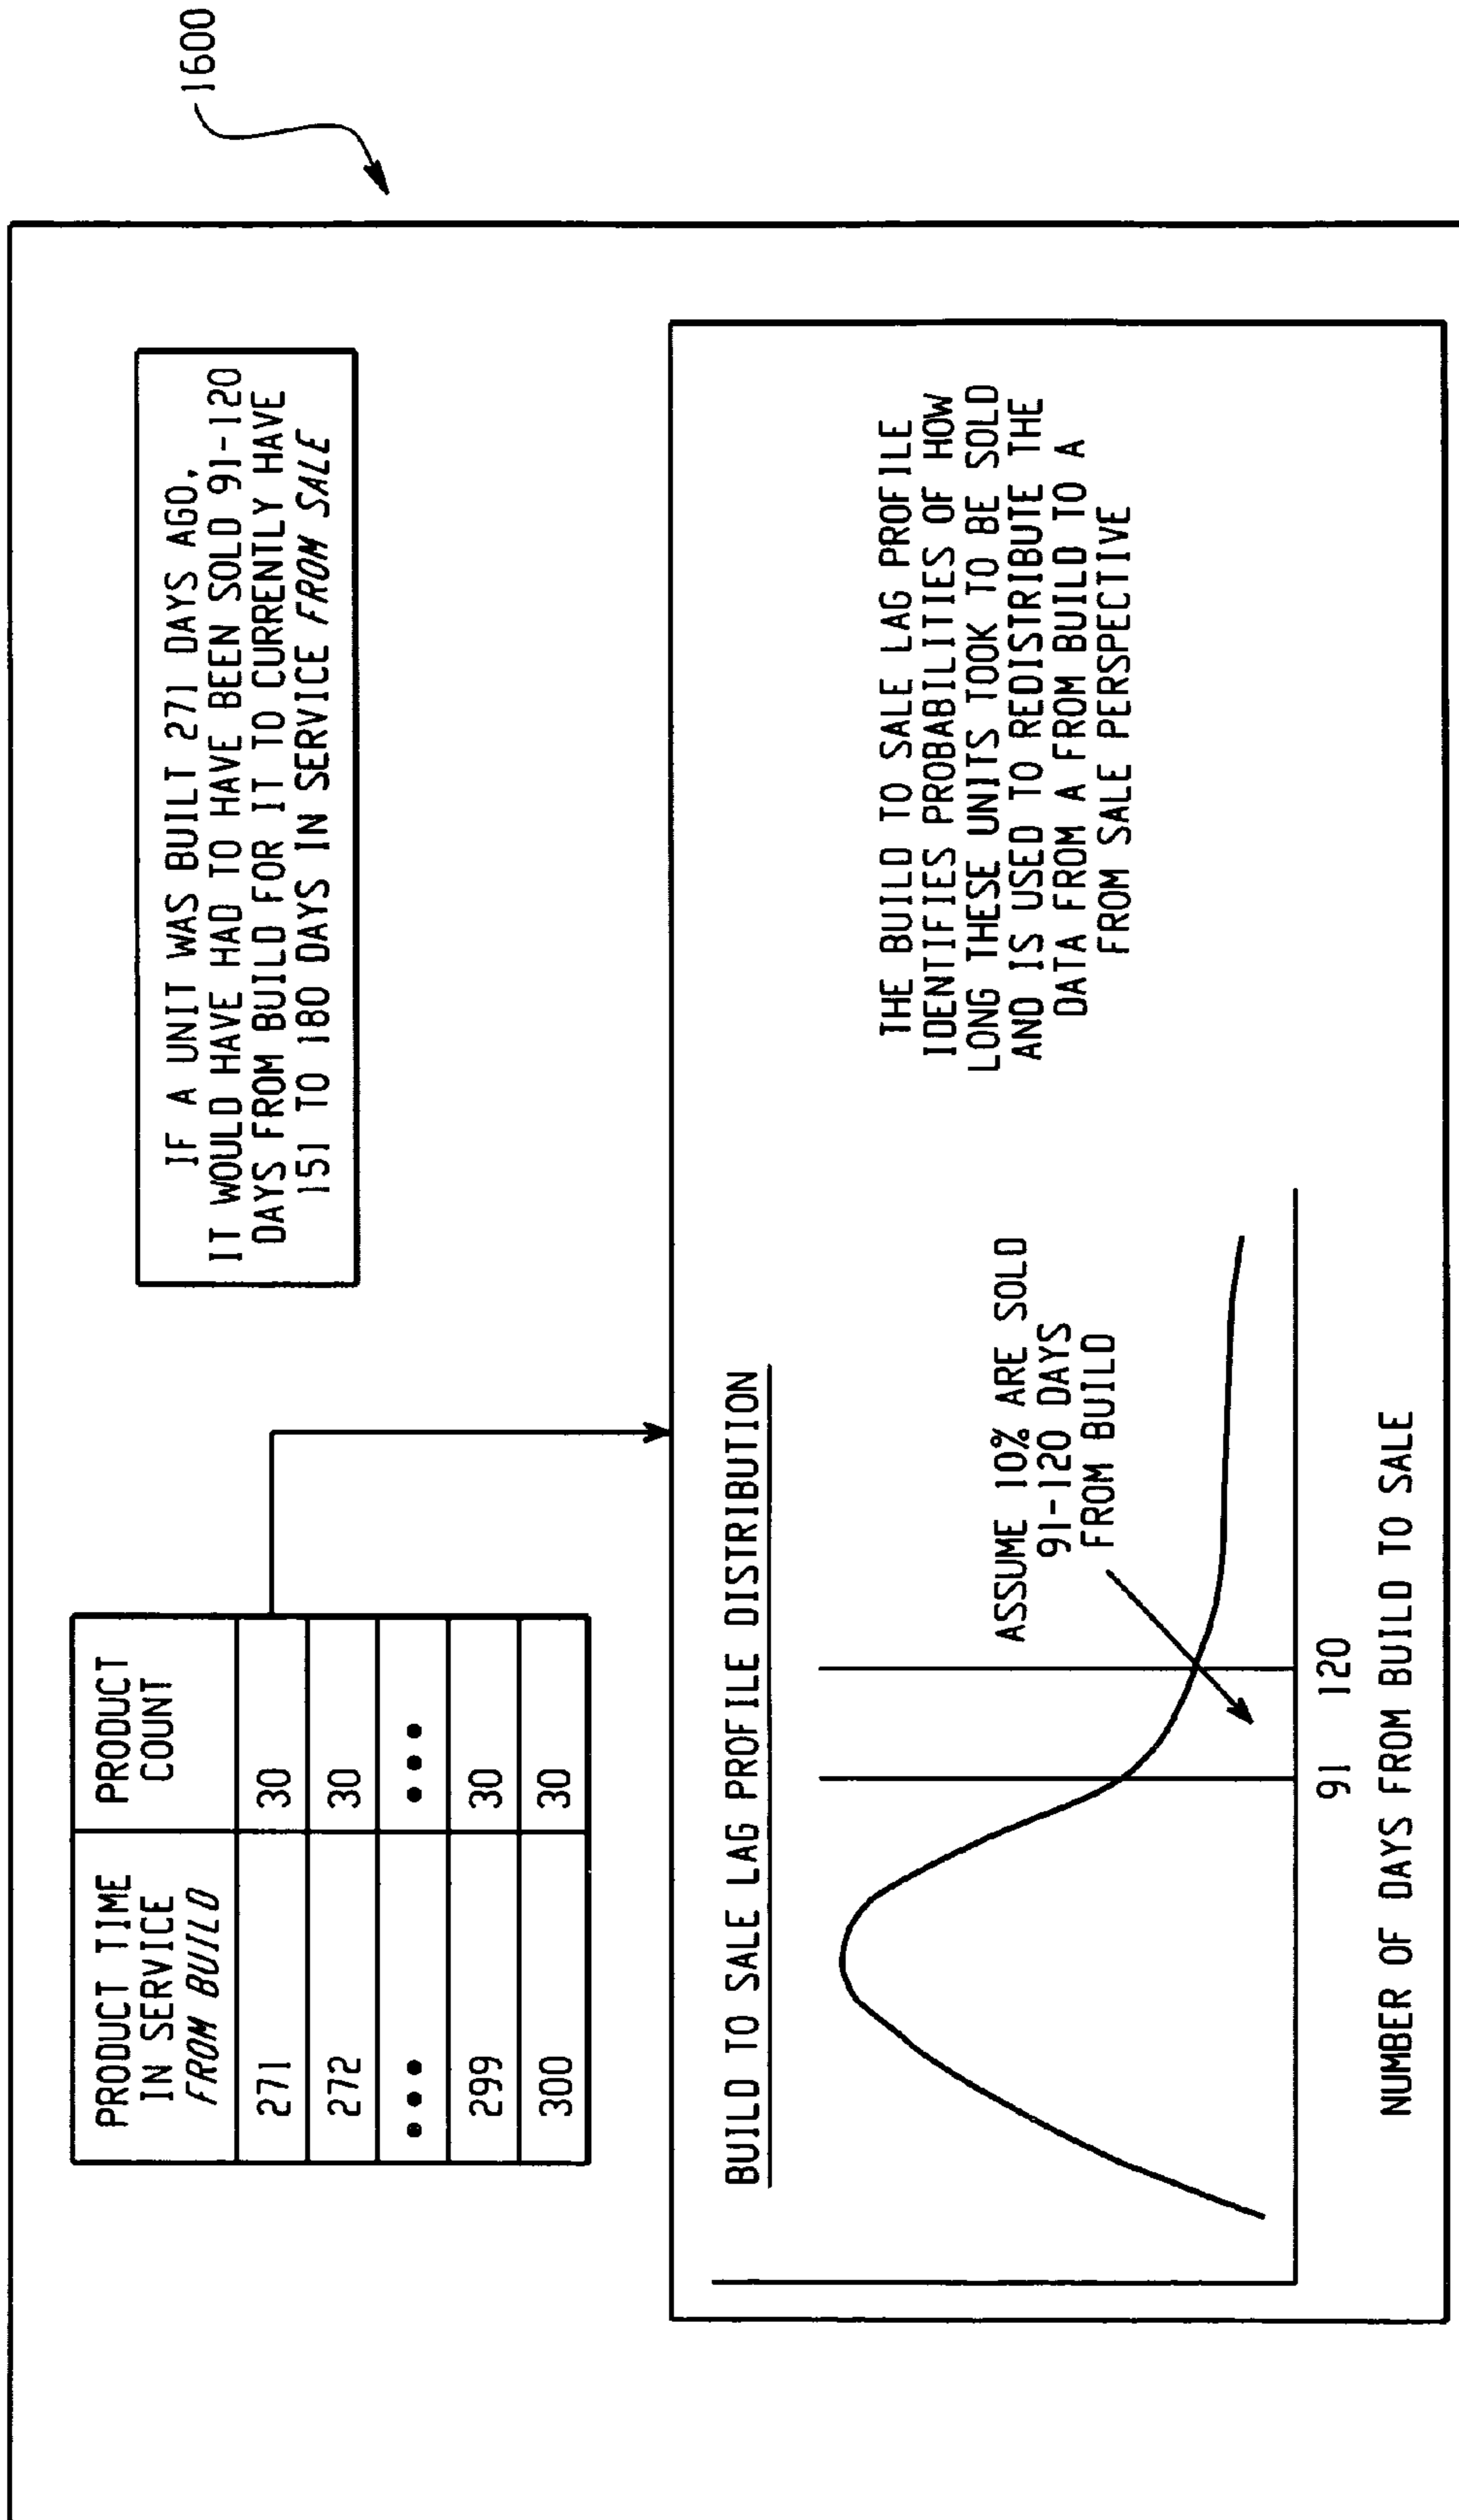 1600
PRODUCT TIME
IN SERVICE
FROM BUILD
PRODUCT
COUNT
271 30
272 30
••• •••
299 30
300 30
IF A UNIT WAS BUILT 271 DAYS AGO,
IT WOULD HAVE HAD TO HAVE BEEN SOLD 91-120
DAYS FROM BUILD FOR IT TO CURRENTLY HAVE
151 TO 180 DAYS IN SERVICE FROM SALE
BUILD TO SALE LAG PROFILE DISTRIBUTION
ASSUME 10% ARE SOLD
91-120 DAYS
FROM BUILD
91 120
NUMBER OF DAYS FROM BUILD TO SALE
THE BUILD TO SALE LAG PROFILE
IDENTIFIES PROBABILITIES OF HOW
LONG THESE UNITS TOOK TO BE SOLD
AND IS USED TO REDISTRIBUTE THE
DATA FROM A FROM BUILD TO A
FROM SALE PERSPECTIVE